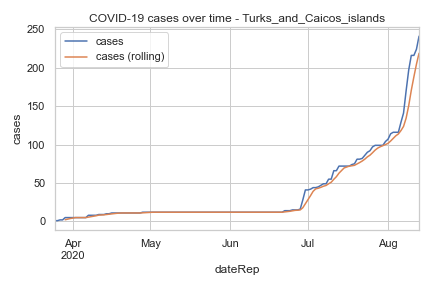 COVID-19 cases over time - Turks_and_Caicos_islands
cases
cases (rolling)
250
200
150
100
50
0
cases
Apr May Jun Jul Aug
2020
dateRep